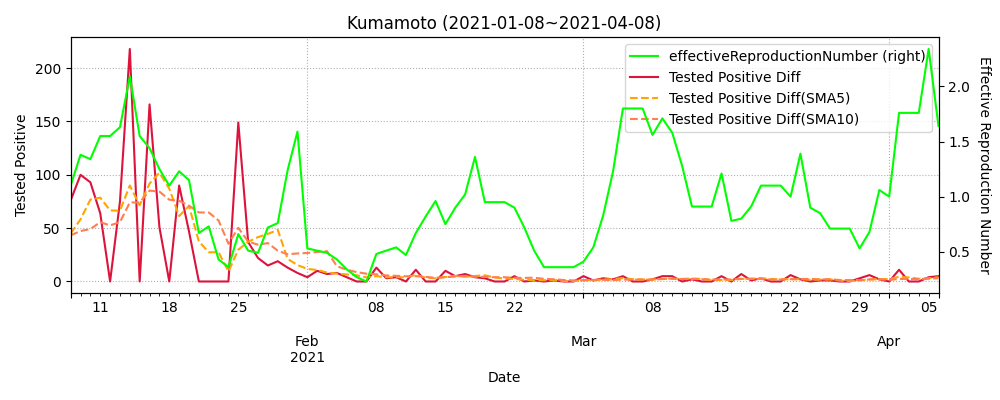 Kumamoto (2021-01-08~2021-04-08)
effectiveReproductionNumber (right)
Tested Positive Diff
Tested Positive Diff(SMA5)
Tested Positive Diff(SMA10)
Tested Positive
200
150
100
50
0
Effective Reproduction Number
2.0
1.5
1.0
0.5
11 18 25 08 15 22 08 15 22 29 05
Feb Mar Apr
2021
Date